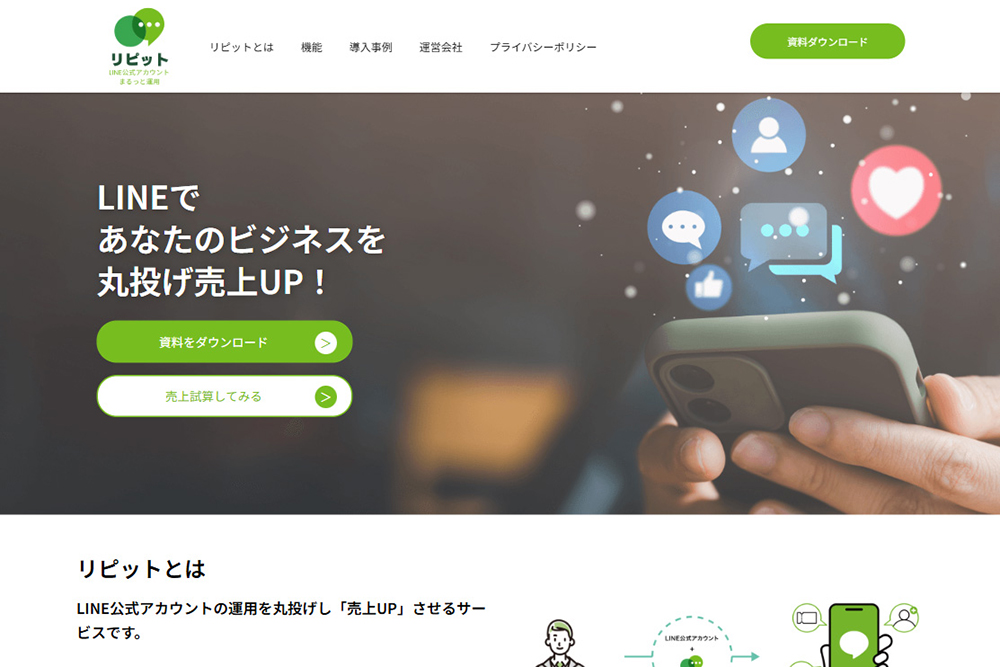 リピット
LINE公式アカウント
まるっと運用
リピットとは 機能 導入事例 運営会社 プライバシーポリシー
資料ダウンロード
LINEで
あなたのビジネスを
丸投げ売上UP！
資料をダウンロード
売上試算してみる
リピットとは
LINE公式アカウントの運用を丸投げし「売上UP」させるサー
ビスです。
LINE公式アカウント
+